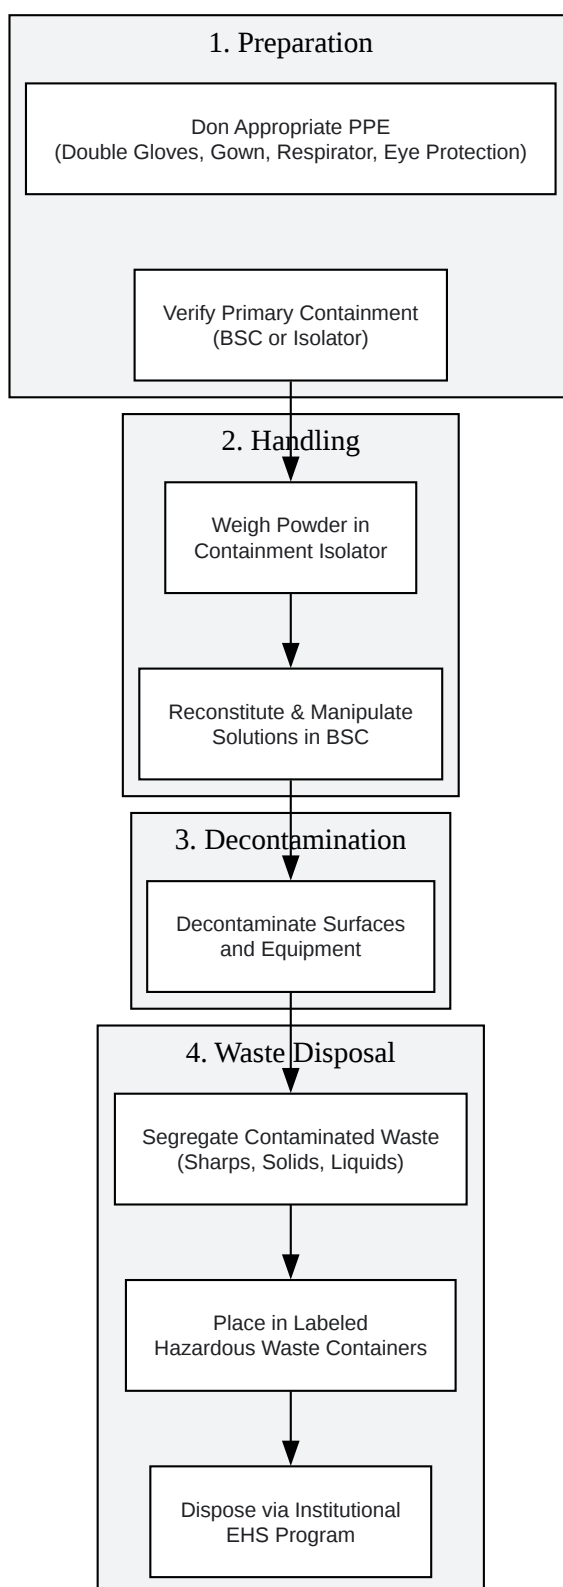 1. Preparation
Don Appropriate PPE
(Double Gloves, Gown, Respirator, Eye Protection)
Verify Primary Containment
(BSC or Isolator)
2. Handling
Weigh Powder in
Containment Isolator
Reconstitute & Manipulate
Solutions in BSC
3. Decontamination
Decontaminate Surfaces
and Equipment
4. Waste Disposal
Segregate Contaminated Waste
(Sharps, Solids, Liquids)
Place in Labeled
Hazardous Waste Containers
Dispose via Institutional
EHS Program